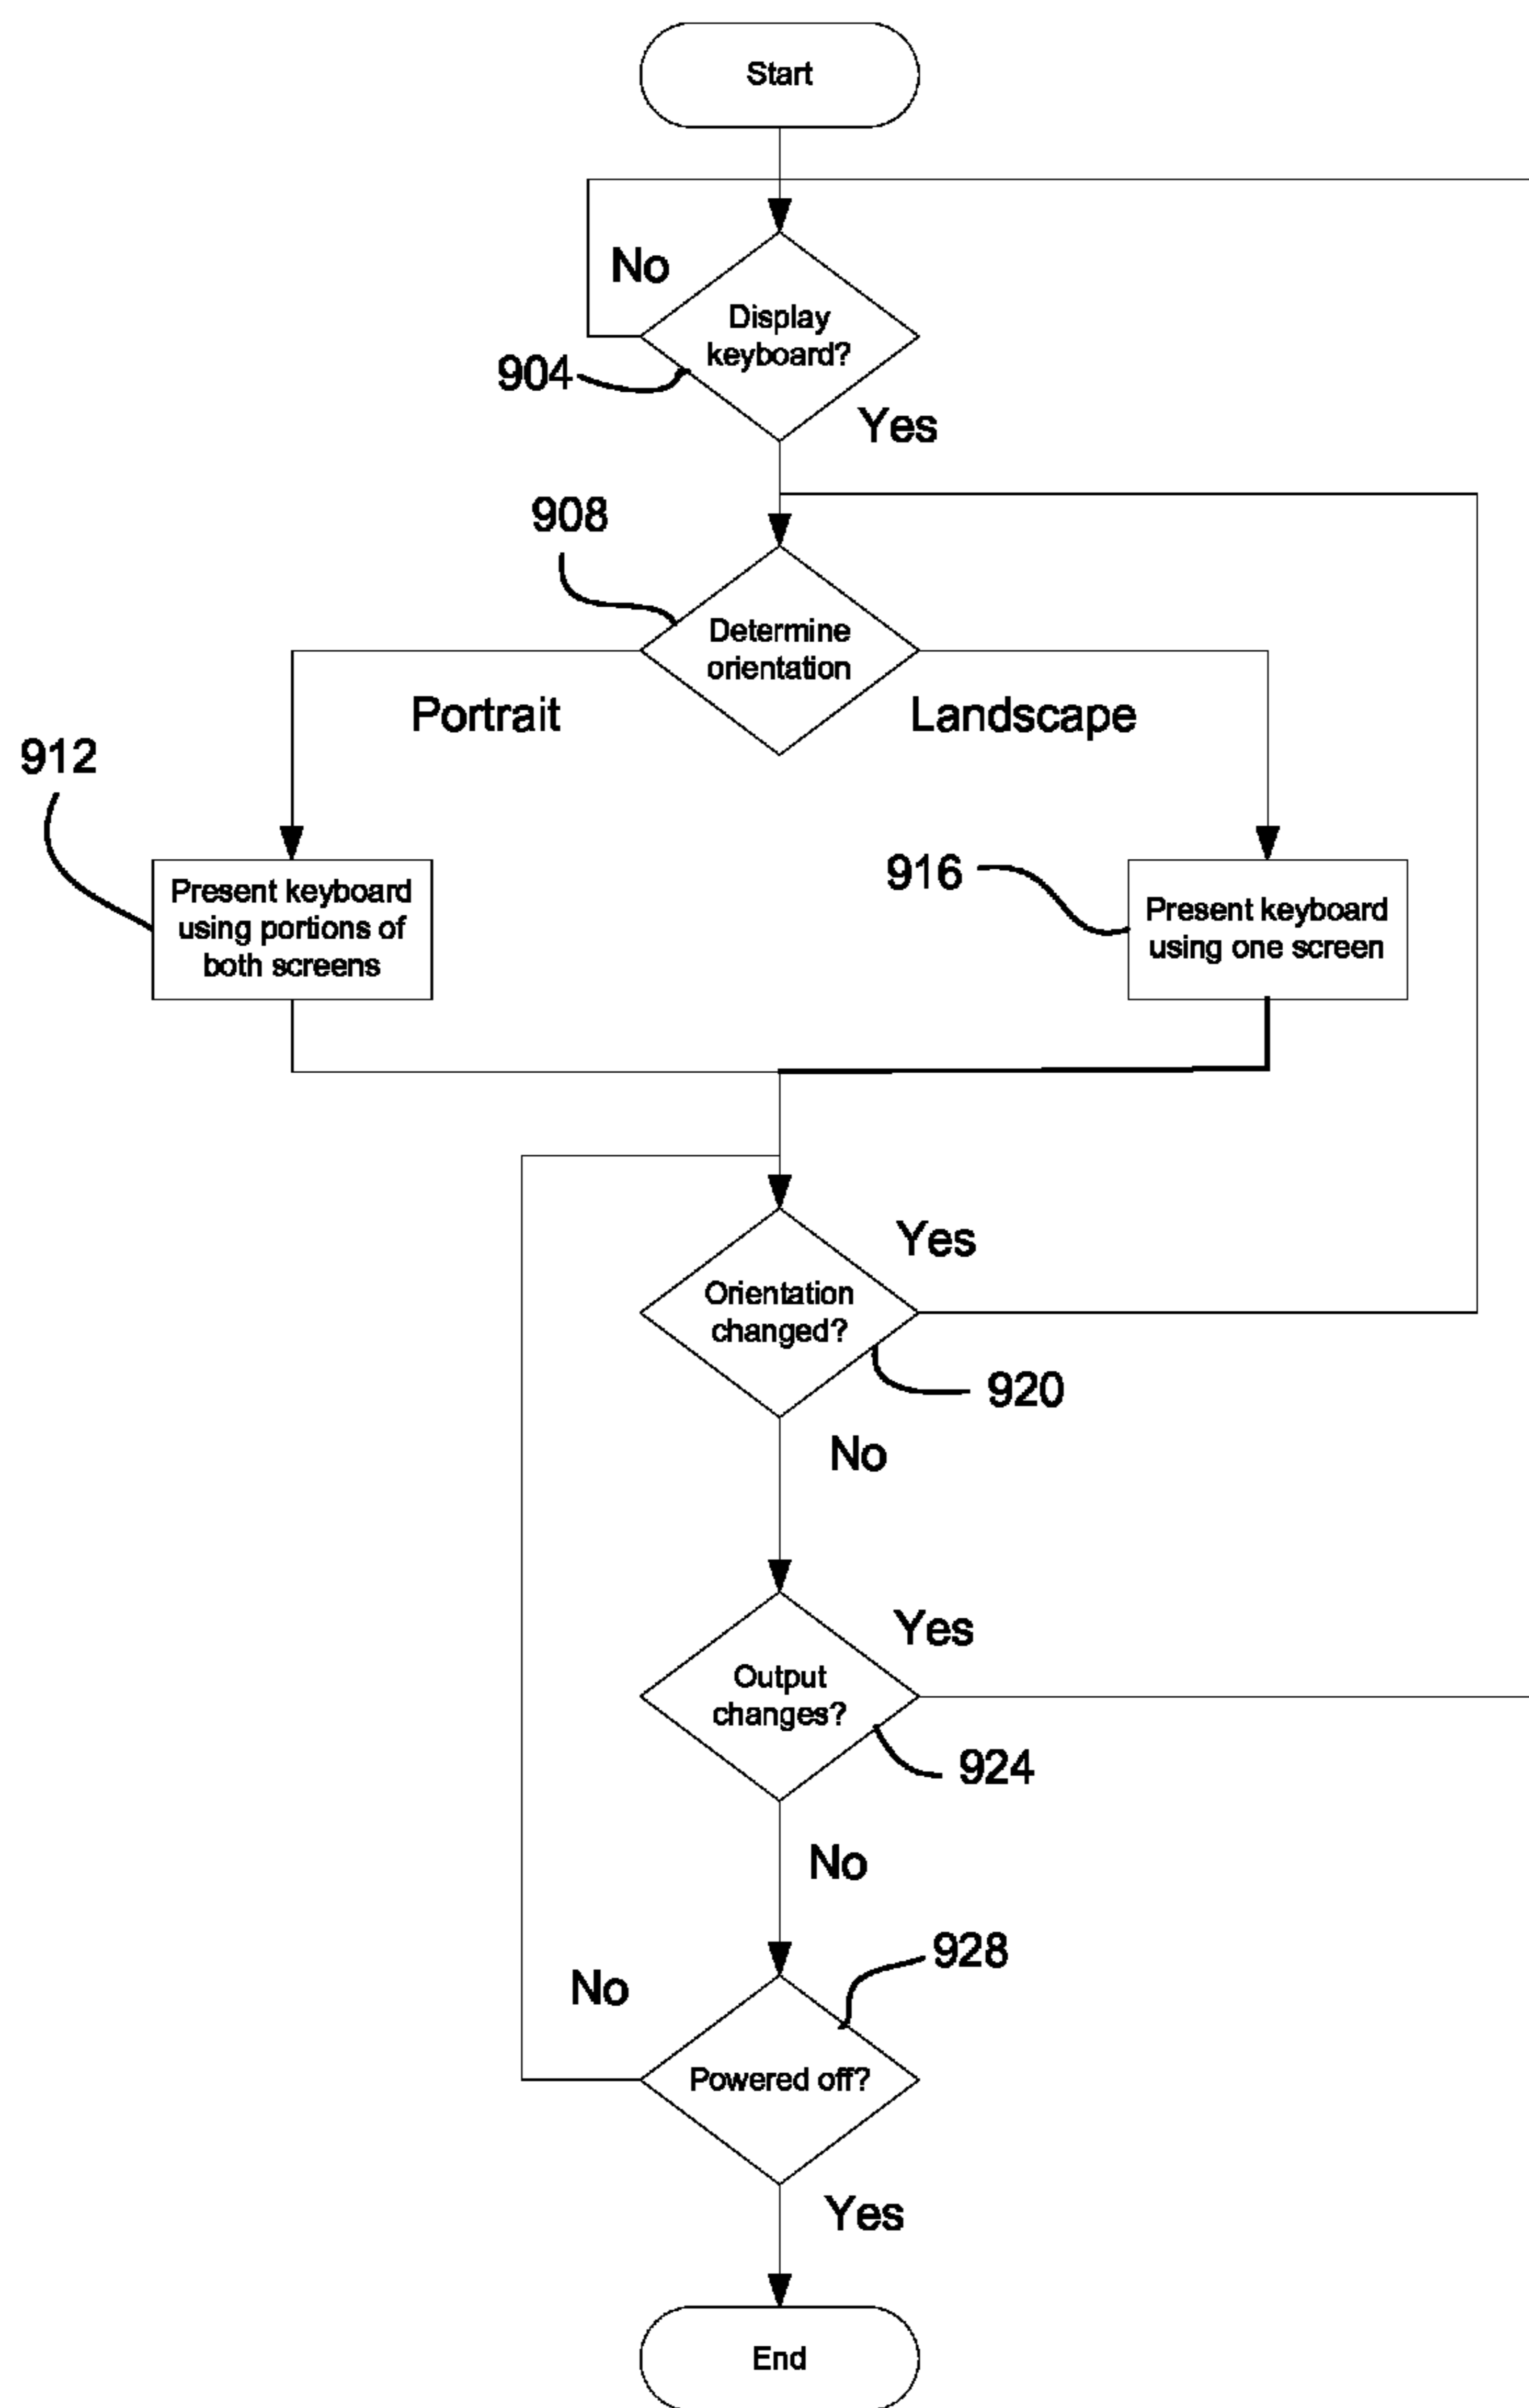 Start
No
Display
keyboard?
904
Yes
908
Determine
orientation
Portrait
Landscape
912
Present keyboard
using portions of
both screens
916
Present keyboard
using one screen
Yes
Orientation
changed?
920
No
Yes
Output
changes?
924
No
928
No
Powered off?
Yes
End